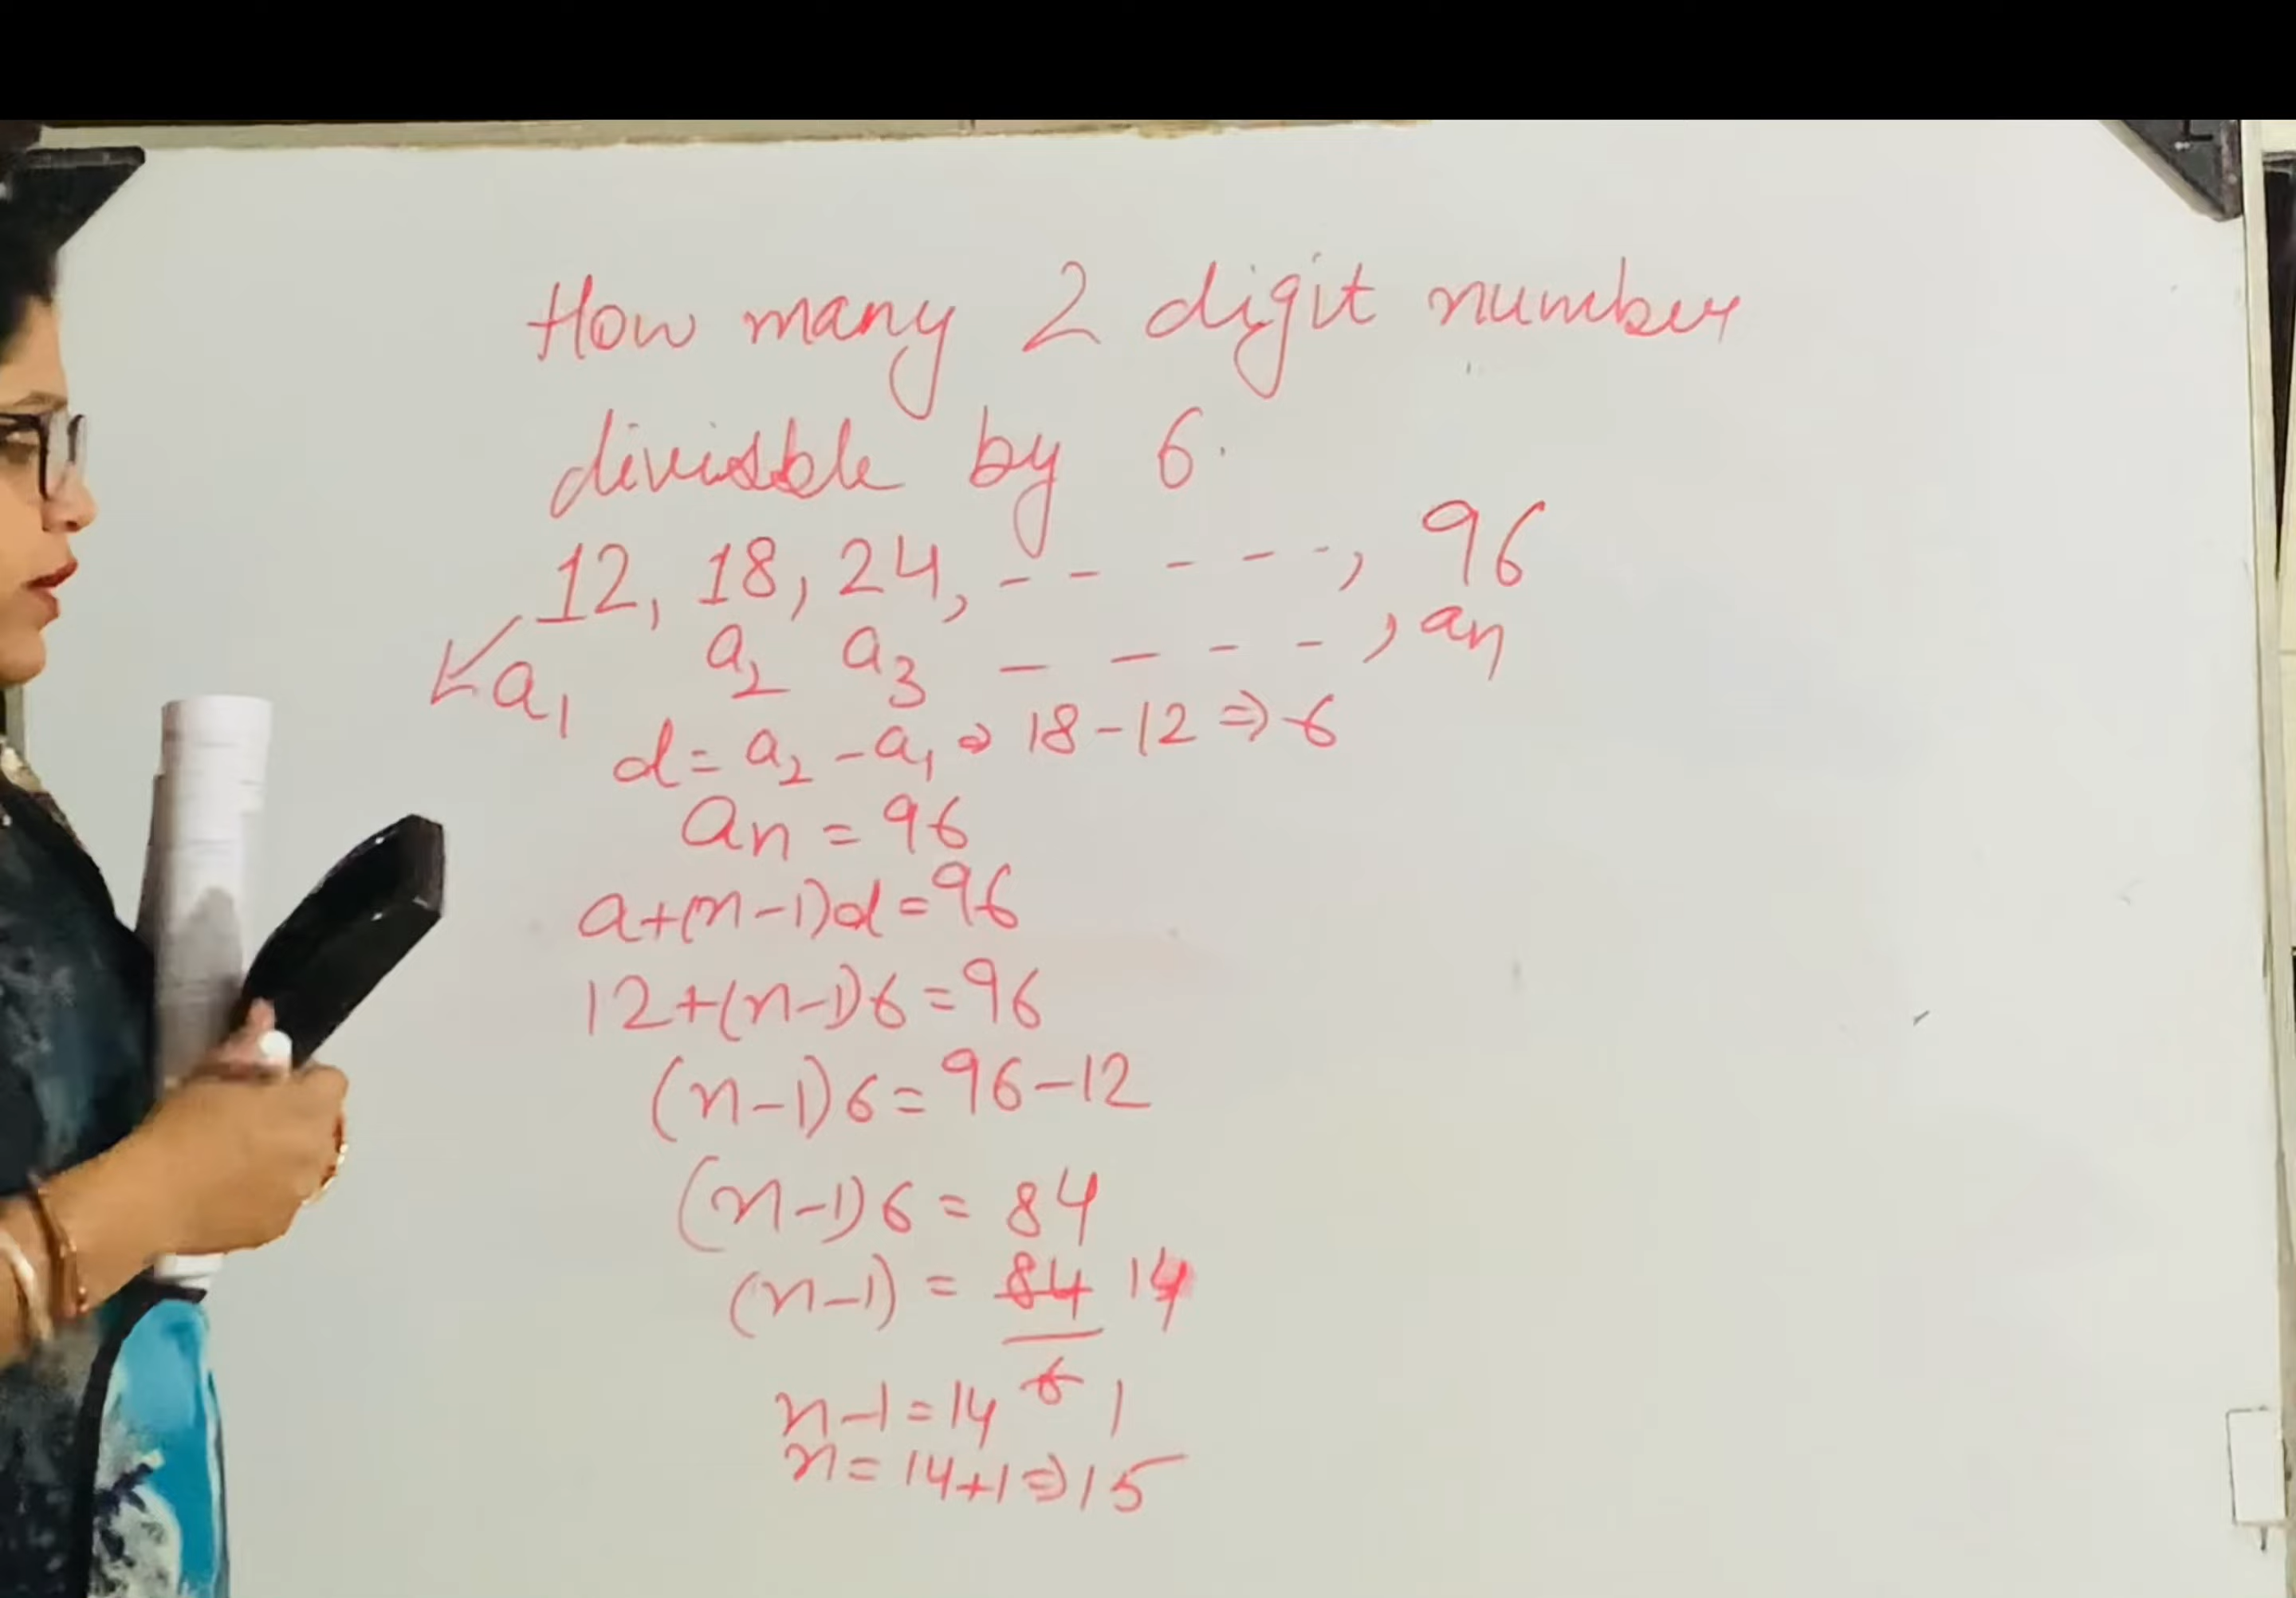 How many 2 digit number
divisble by 6.
12, 18, 24, - - - - -, 96
a1 a2 a3 - - - - , an
d = a2 - a1 ⇒ 18 - 12 ⇒ 6
an = 96
a+(n-1)d = 96
12+(n-1)6 = 96
(n-1)6 = 96-12
(n-1)6 = 84
(n-1) = 84/6 14
1
n-1 = 14
n = 14+1 ⇒ 15